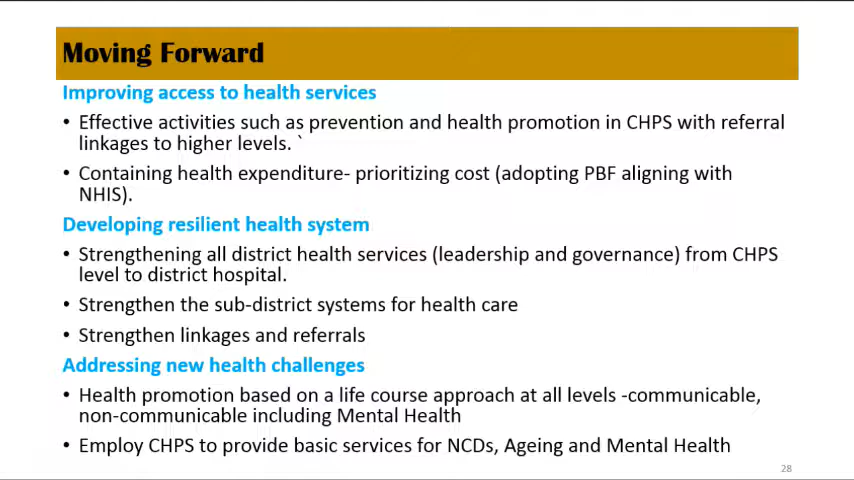 Moving Forward
Improving access to health services
• Effective activities such as prevention and health promotion in CHPS with referral
linkages to higher levels. `
• Containing health expenditure- prioritizing cost (adopting PBF aligning with
NHIS).
Developing resilient health system
• Strengthening all district health services (leadership and governance) from CHPS
level to district hospital.
• Strengthen the sub-district systems for health care
• Strengthen linkages and referrals
Addressing new health challenges
• Health promotion based on a life course approach at all levels -communicable,
non-communicable including Mental Health
• Employ CHPS to provide basic services for NCDs, Ageing and Mental Health
28